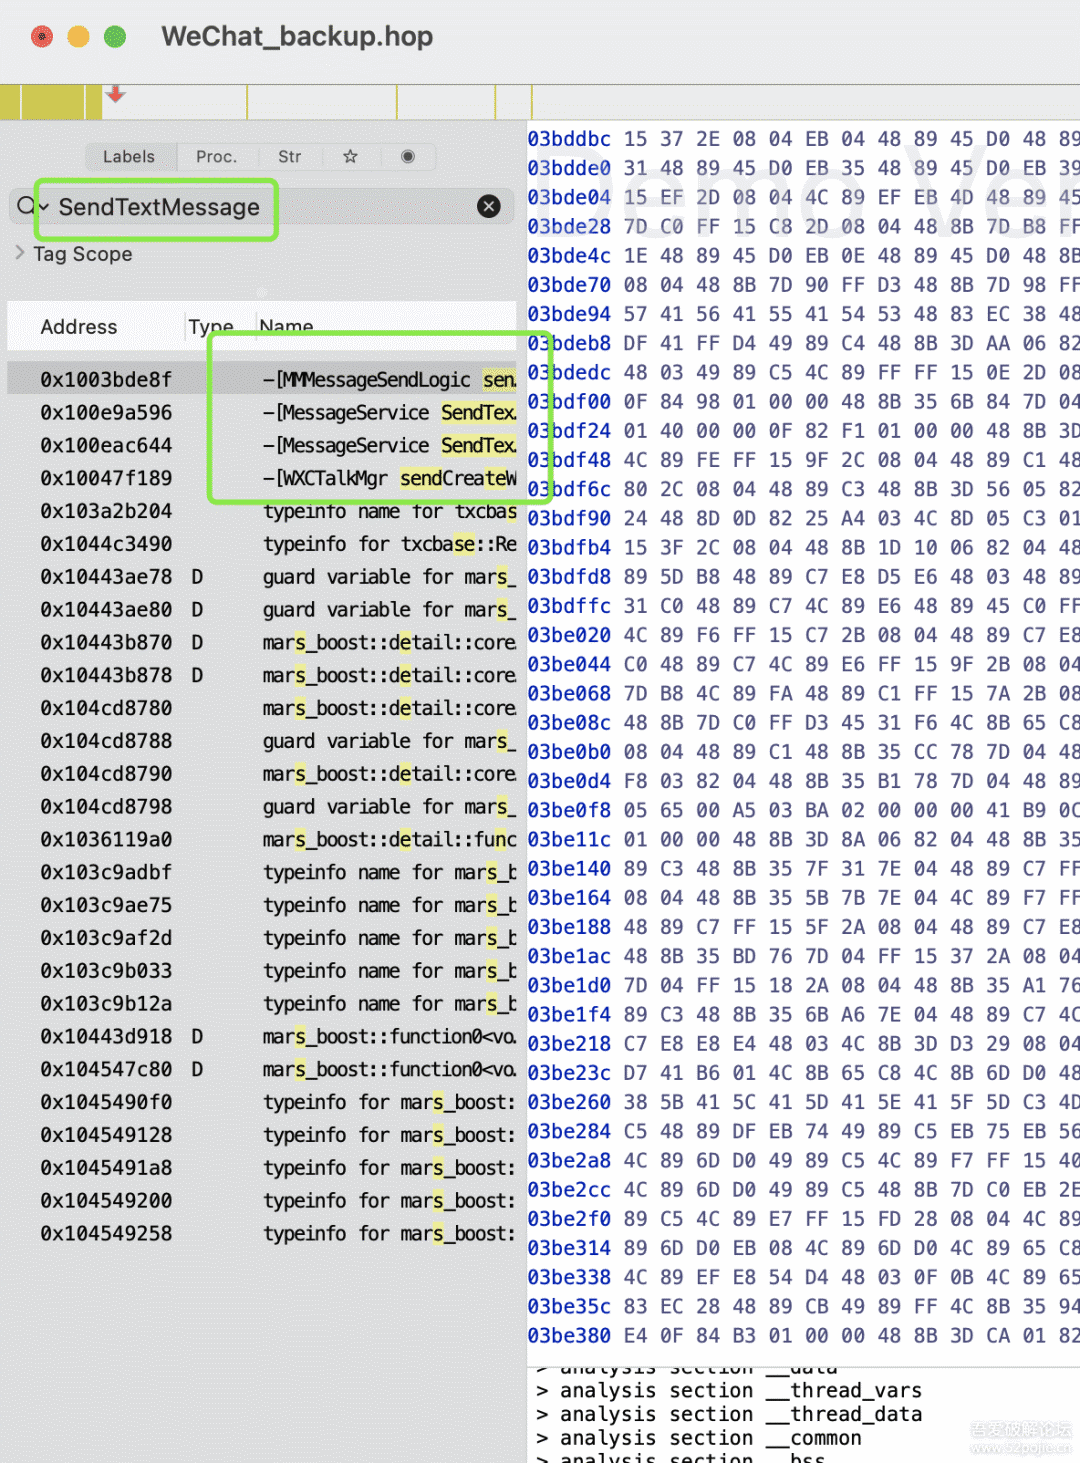 WeChat_backup.hop
Labels Proc. Str
SendTextMessage
Tag Scope
Address Type Name
0x1003bde8f -[MMMessageSendLogic sen…
0x100e9a596 -[MessageService SendTex…
0x100eac644 -[MessageService SendTex…
0x10047f189 -[WXCTalkMgr sendCreateW
0x103a2b204 typeinfo name for txcbas
0x1044c3490 typeinfo for txcbase::Re
0x10443ae78 D guard variable for mars_
0x10443ae80 D guard variable for mars_
0x10443b870 D mars_boost::detail::core…
0x10443b878 D mars_boost::detail::core…
0x104cd8780 mars_boost::detail::core…
0x104cd8788 guard variable for mars_
0x104cd8790 mars_boost::detail::core…
0x104cd8798 guard variable for mars_
0x1036119a0 mars_boost::detail::func
0x103c9adbf typeinfo name for mars_b
0x103c9ae75 typeinfo name for mars_b
0x103c9af2d typeinfo name for mars_b
0x103c9b033 typeinfo name for mars_b
0x103c9b12a typeinfo name for mars_b
0x10443d918 D mars_boost::function0<vo…
0x104547c80 D mars_boost::function0<vo…
0x1045490f0 typeinfo for mars_boost:
0x104549128 typeinfo for mars_boost:
0x1045491a8 typeinfo for mars_boost:
0x104549200 typeinfo for mars_boost:
0x104549258 typeinfo for mars_boost:
Demo Ver
03bddbc 15 37 2E 08 04 EB 04 48 89 45 D0 48 89
03bdde0 31 48 89 45 D0 EB 35 48 89 45 D0 EB 39
03bde04 15 EF 2D 08 04 4C 89 EF EB 4D 48 89 45
03bde28 7D C0 FF 15 C8 2D 08 04 48 8B 7D B8 FF
03bde4c 1E 48 89 45 D0 EB 0E 48 89 45 D0 48 8B
03bde70 08 04 48 8B 7D 90 FF D3 48 8B 7D 98 FF
03bde94 57 41 56 41 55 41 54 53 48 83 EC 38 48
03bdeb8 DF 41 FF D4 49 89 C4 48 8B 3D AA 06 82
03bdedc 48 03 49 89 C5 4C 89 FF FF 15 0E 2D 08
03bdf00 0F 84 98 01 00 00 48 8B 35 6B 84 7D 04
03bdf24 01 40 00 00 0F 82 F1 01 00 00 48 8B 3D
03bdf48 4C 89 FE FF 15 9F 2C 08 04 48 89 C1 48
03bdf6c 80 2C 08 04 48 89 C3 48 8B 3D 56 05 82
03bdf90 24 48 8D 0D 82 25 A4 03 4C 8D 05 C3 01
03bdfb4 15 3F 2C 08 04 48 8B 1D 10 06 82 04 48
03bdfd8 89 5D B8 48 89 C7 E8 D5 E6 48 03 48 89
03bdffc 31 C0 48 89 C7 4C 89 E6 48 89 45 C0 FF
03be020 4C 89 F6 FF 15 C7 2B 08 04 48 89 C7 E8
03be044 C0 48 89 C7 4C 89 E6 FF 15 9F 2B 08 04
03be068 7D B8 4C 89 FA 48 89 C1 FF 15 7A 2B 08
03be08c 48 8B 7D C0 FF D3 45 31 F6 4C 8B 65 C8
03be0b0 08 04 48 89 C1 48 8B 35 CC 78 7D 04 48
03be0d4 F8 03 82 04 48 8B 35 B1 78 7D 04 48 89
03be0f8 05 65 00 A5 03 BA 02 00 00 00 41 B9 0C
03be11c 01 00 00 48 8B 3D 8A 06 82 04 48 8B 35
03be140 89 C3 48 8B 35 7F 31 7E 04 48 89 C7 FF
03be164 08 04 48 8B 35 5B 7B 7E 04 4C 89 F7 FF
03be188 48 89 C7 FF 15 5F 2A 08 04 48 89 C7 E8
03be1ac 48 8B 35 BD 76 7D 04 FF 15 37 2A 08 04
03be1d0 7D 04 FF 15 18 2A 08 04 48 8B 35 A1 76
03be1f4 89 C3 48 8B 35 6B A6 7E 04 48 89 C7 4C
03be218 C7 E8 E8 E4 48 03 4C 8B 3D D3 29 08 04
03be23c D7 41 B6 01 4C 8B 65 C8 4C 8B 6D D0 48
03be260 38 5B 41 5C 41 5D 41 5E 41 5F 5D C3 4D
03be284 C5 48 89 DF EB 74 49 89 C5 EB 75 EB 56
03be2a8 4C 89 6D D0 49 89 C5 4C 89 F7 FF 15 40
03be2cc 4C 89 6D D0 49 89 C5 48 8B 7D C0 EB 2E
03be2f0 89 C5 4C 89 E7 FF 15 FD 28 08 04 4C 89
03be314 89 6D D0 EB 08 4C 89 6D D0 4C 89 65 C8
03be338 4C 89 EF E8 54 D4 48 03 0F 0B 4C 89 65
03be35c 83 EC 28 48 89 CB 49 89 FF 4C 8B 35 94
03be380 E4 0F 84 B3 01 00 00 48 8B 3D CA 01 82
> analysis section __data
> analysis section __thread_vars
> analysis section __thread_data
> analysis section __common
> analysis section __bss
吾爱破解论坛
www.52pojie.cn